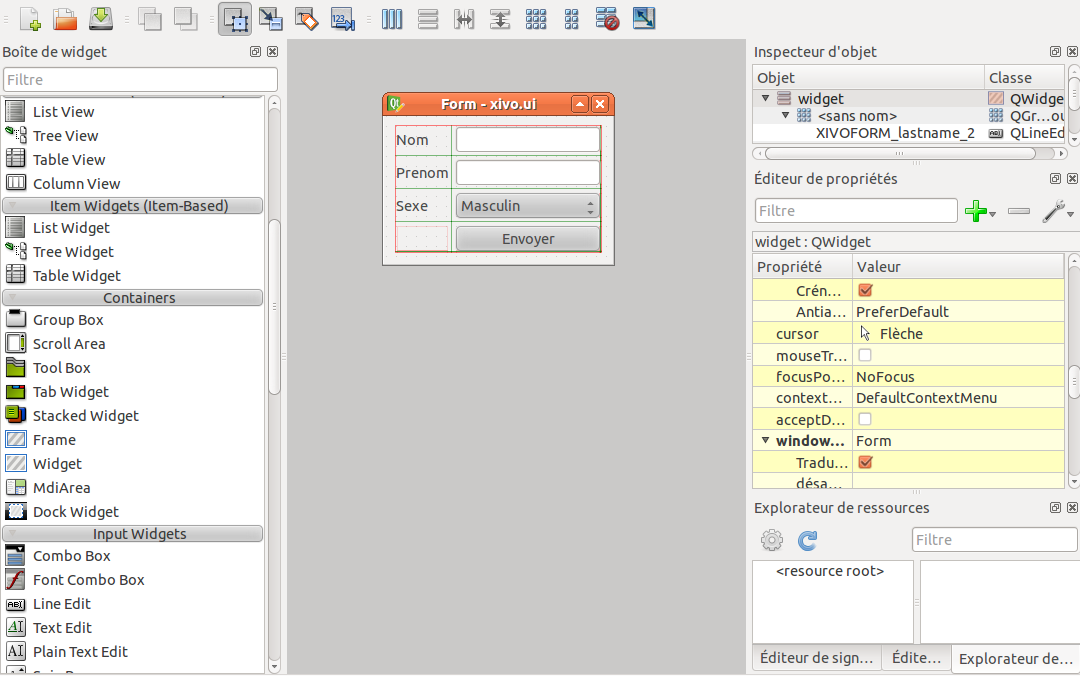 123
Boîte de widget
Filtre
List View
Tree View
Table View
Column View
Item Widgets (Item-Based)
List Widget
Tree Widget
Table Widget
Containers
Group Box
Scroll Area
Tool Box
Tab Widget
Stacked Widget
Frame
Widget
MdiArea
Dock Widget
Input Widgets
Combo Box
Font Combo Box
Line Edit
Text Edit
Plain Text Edit
Form - xivo.ui
Nom
Prenom
Sexe
Masculin
Envoyer
Inspecteur d'objet
Objet Classe
widget QWidge
<sans nom> QGr...ou
XIVOFORM_lastname_2 QLineEd
Éditeur de propriétés
Filtre
widget : QWidget
Propriété Valeur
Crén...
Antia... PreferDefault
cursor Flèche
mouseTr...
focusPo... NoFocus
context... DefaultContextMenu
acceptD...
window... Form
Tradu...
désa...
Explorateur de ressources
Filtre
<resource root>
Éditeur de sign... Édite... Explorateur de...